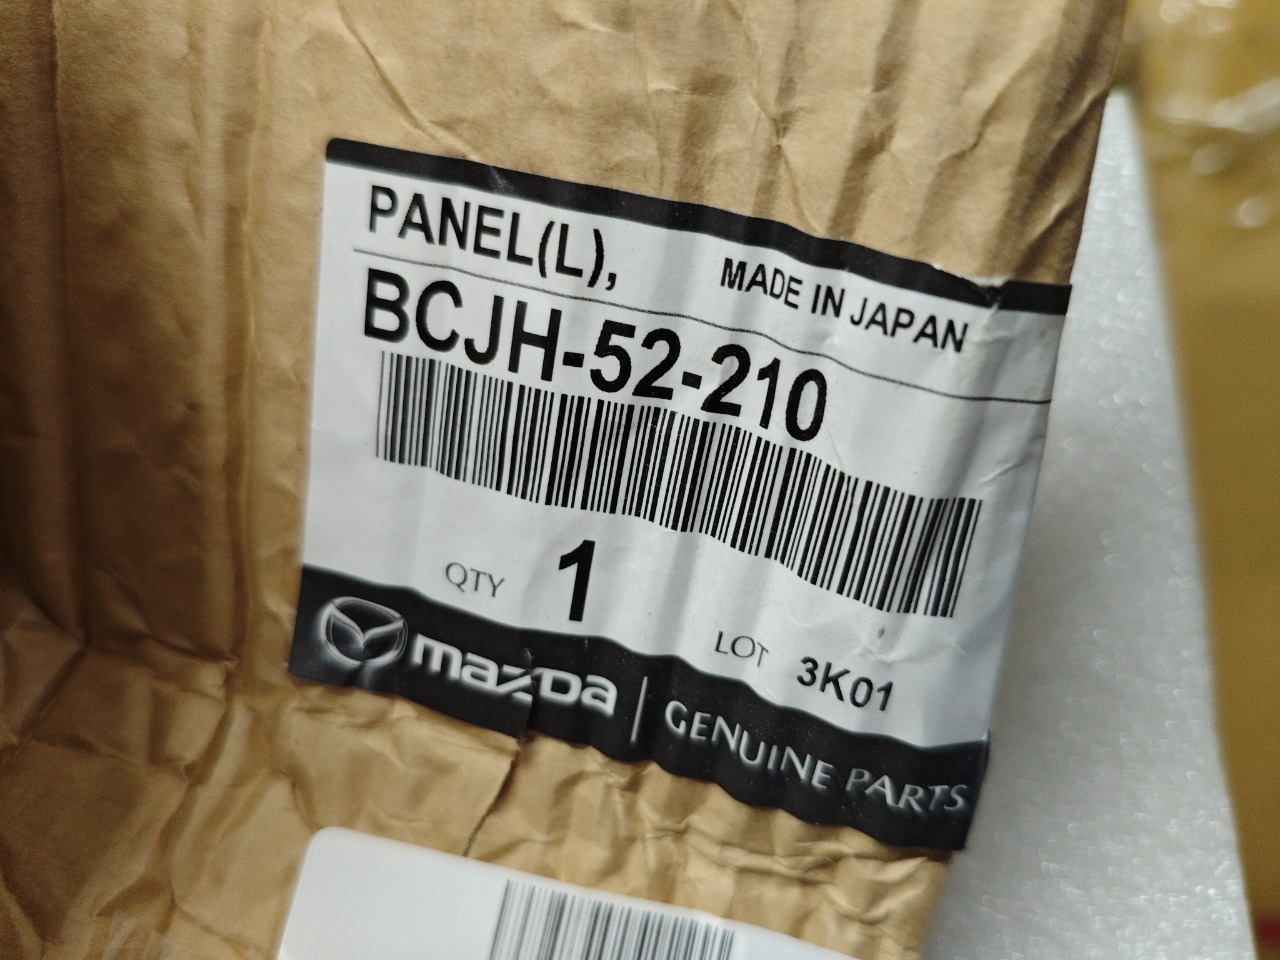 PANEL(L), MADE IN JAPAN
BCJH-52-210
QTY 1
LOT 3K01
mazda | GENUINE PARTS